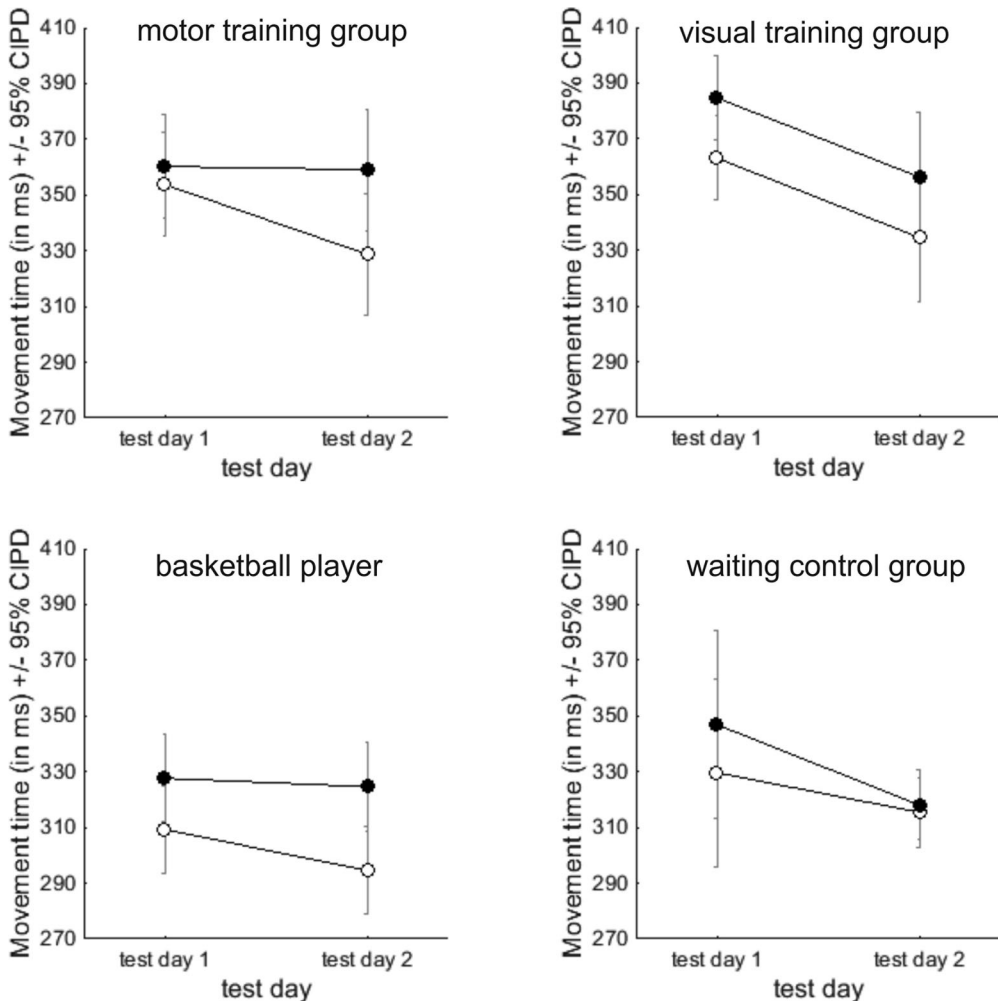 motor training group
Movement time (in ms) +/- 95% CIPD
410
390
370
350
330
310
290
270
test day 1 test day 2
test day
visual training group
Movement time (in ms) +/- 95% CIPD
410
390
370
350
330
310
290
270
test day 1 test day 2
test day
basketball player
Movement time (in ms) +/- 95% CIPD
410
390
370
350
330
310
290
270
test day 1 test day 2
test day
waiting control group
Movement time (in ms) +/- 95% CIPD
410
390
370
350
330
310
290
270
test day 1 test day 2
test day